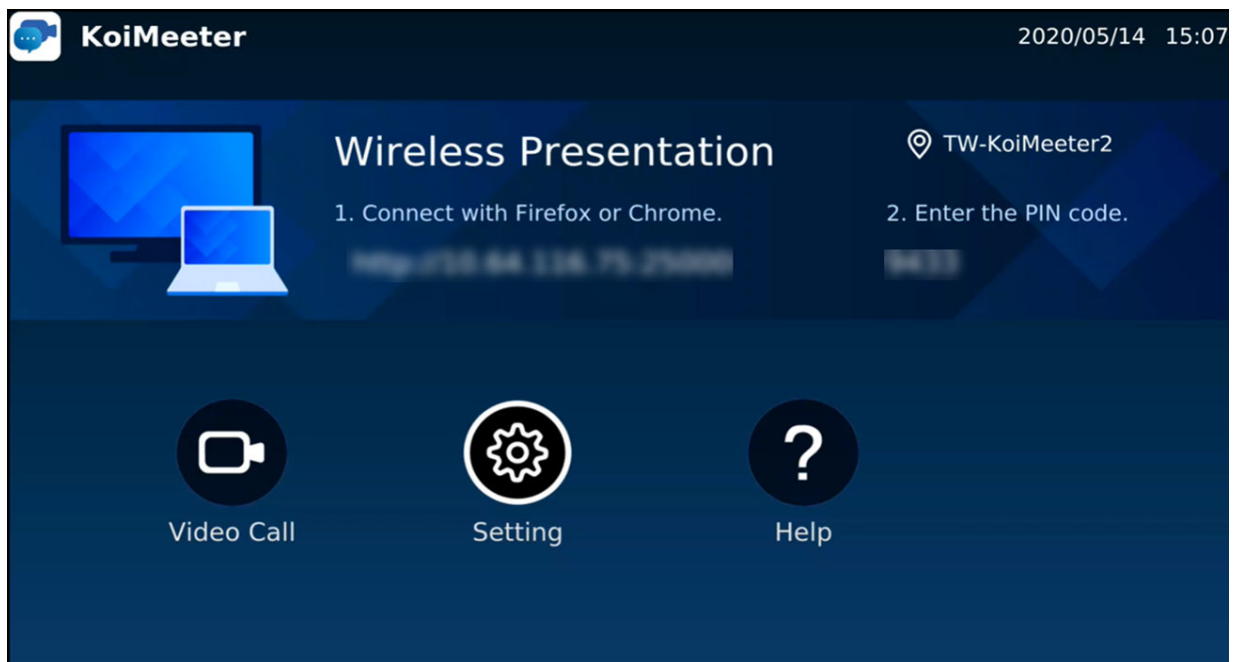 KoiMeeter
2020/05/14 15:07
Wireless Presentation
TW-KoiMeeter2
1. Connect with Firefox or Chrome.
2. Enter the PIN code.
Video Call
Setting
?
Help